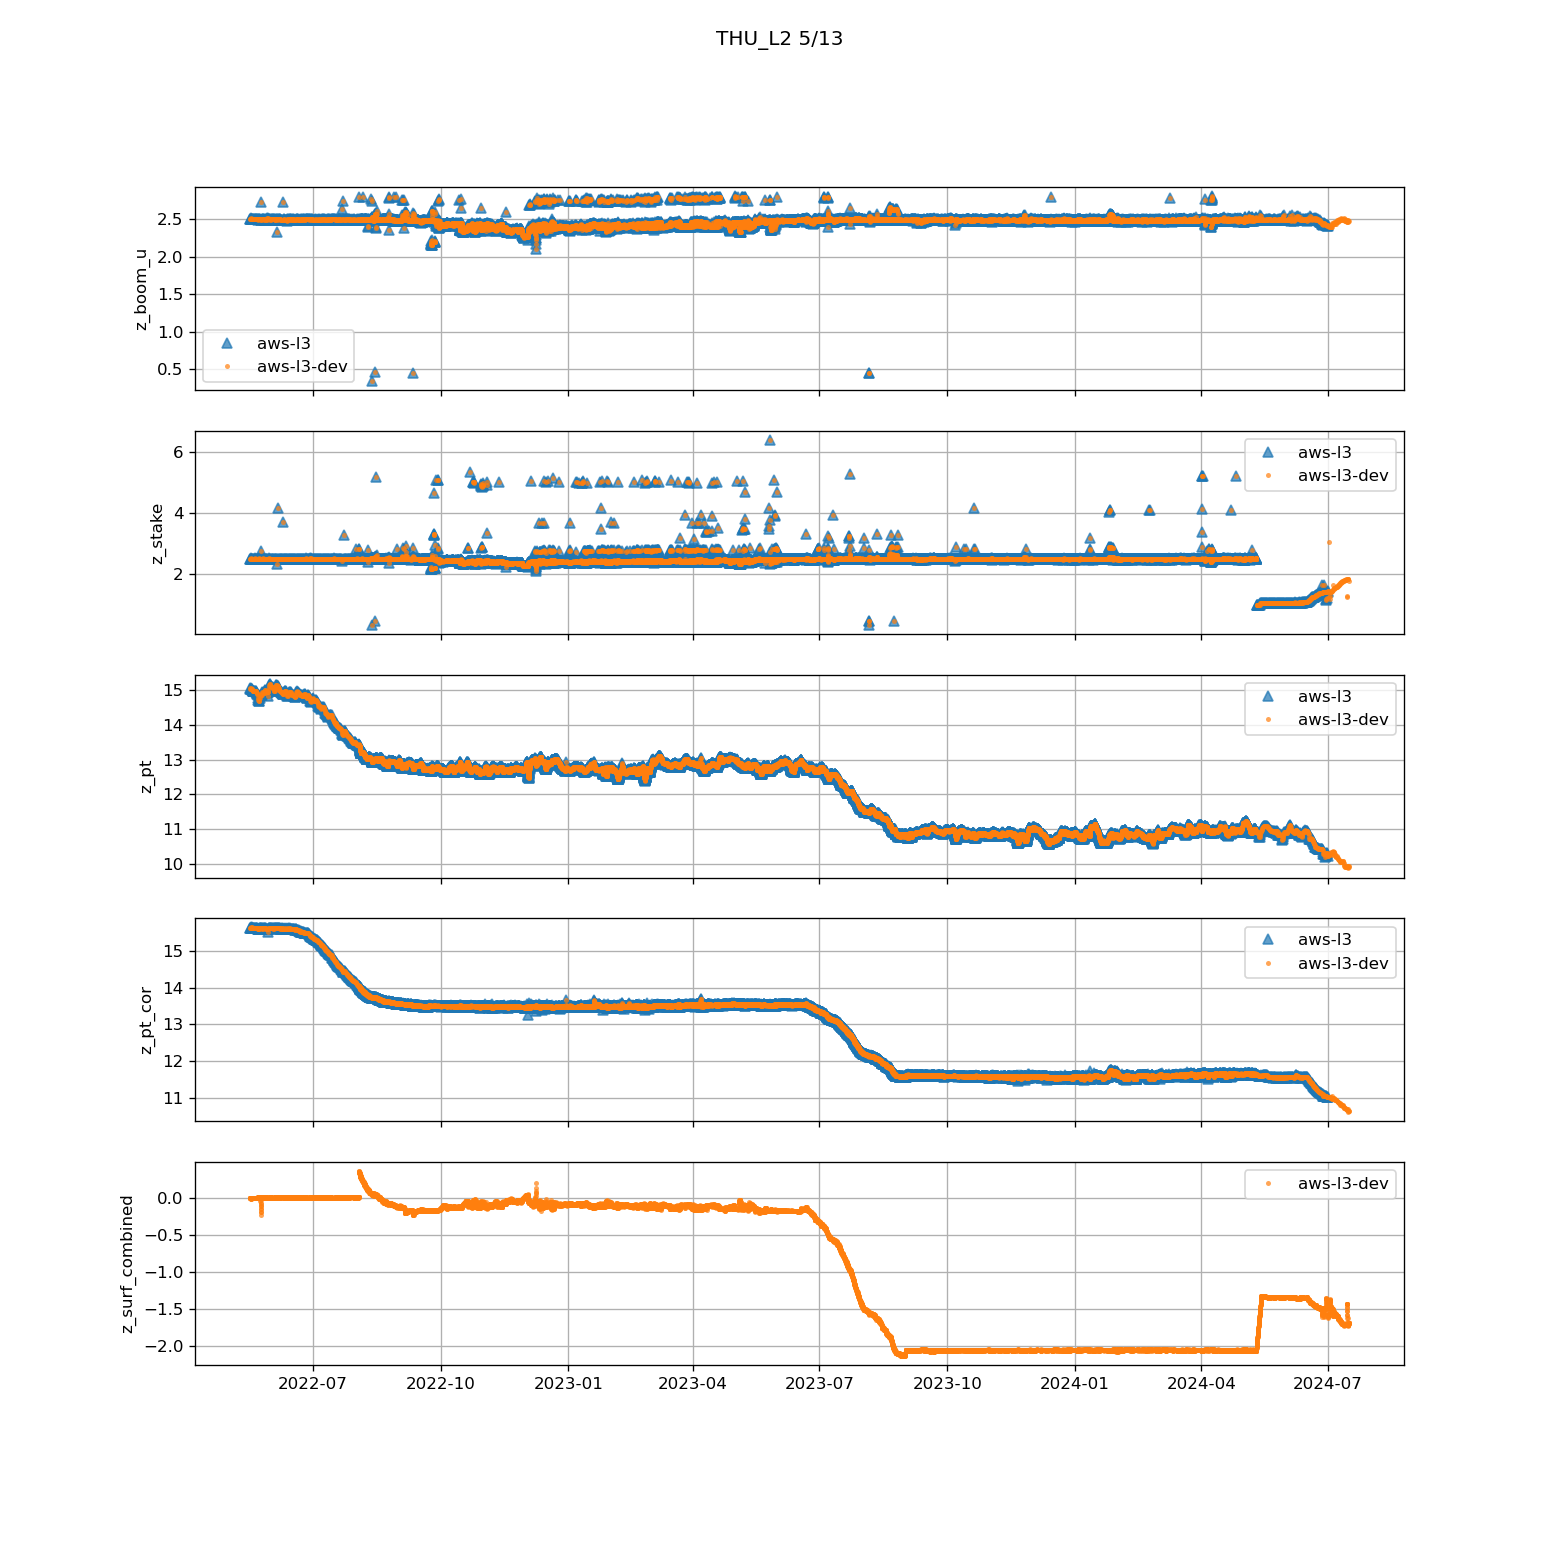 THU_L2 5/13
z_boom_u
2.5
2.0
1.5
1.0
0.5
aws-l3
aws-l3-dev
z_stake
6
4
2
aws-l3
aws-l3-dev
z_pt
15
14
13
12
11
10
aws-l3
aws-l3-dev
z_pt_cor
15
14
13
12
11
aws-l3
aws-l3-dev
z_surf_combined
0.0
−0.5
−1.0
−1.5
−2.0
aws-l3-dev
2022-07 2022-10 2023-01 2023-04 2023-07 2023-10 2024-01 2024-04 2024-07